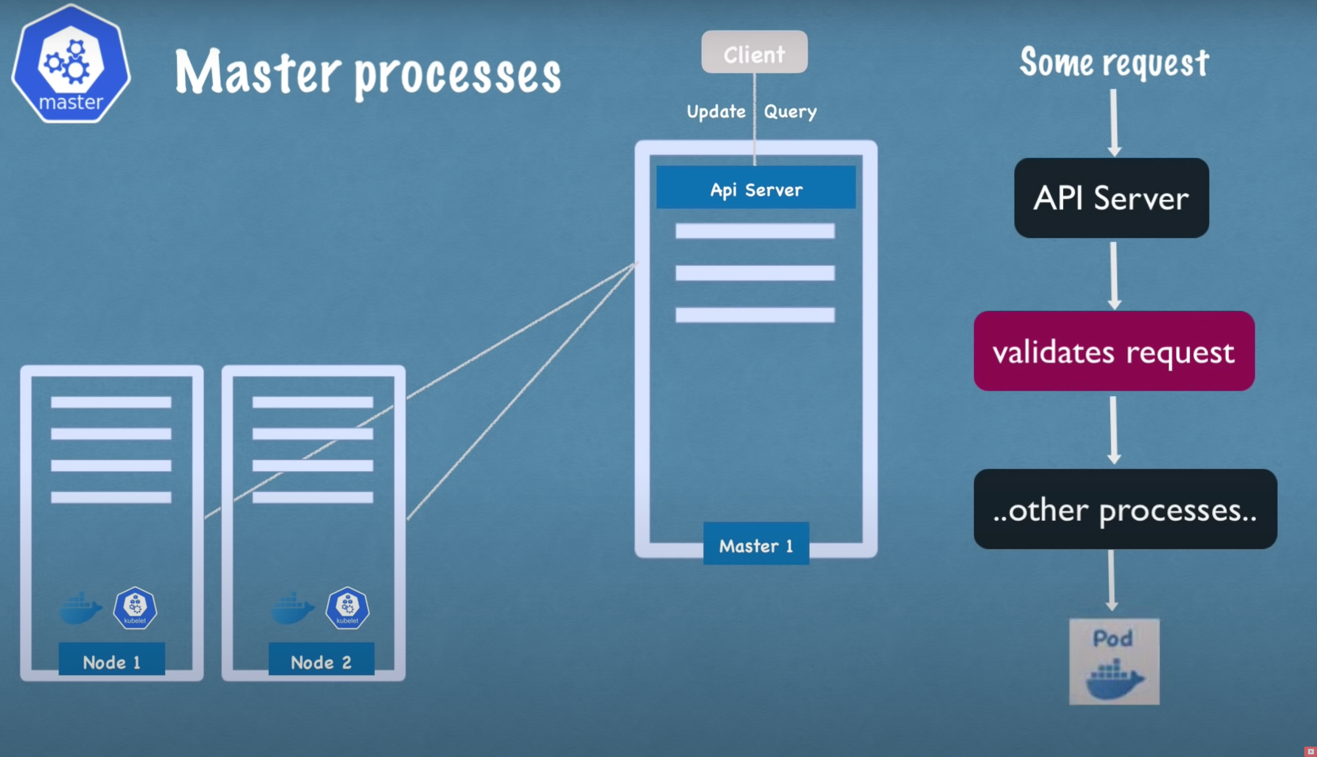 master
Master processes
Client
Update Query
Api Server
Master 1
kubelet
Node 1
kubelet
Node 2
Some request
API Server
validates request
..other processes..
Pod